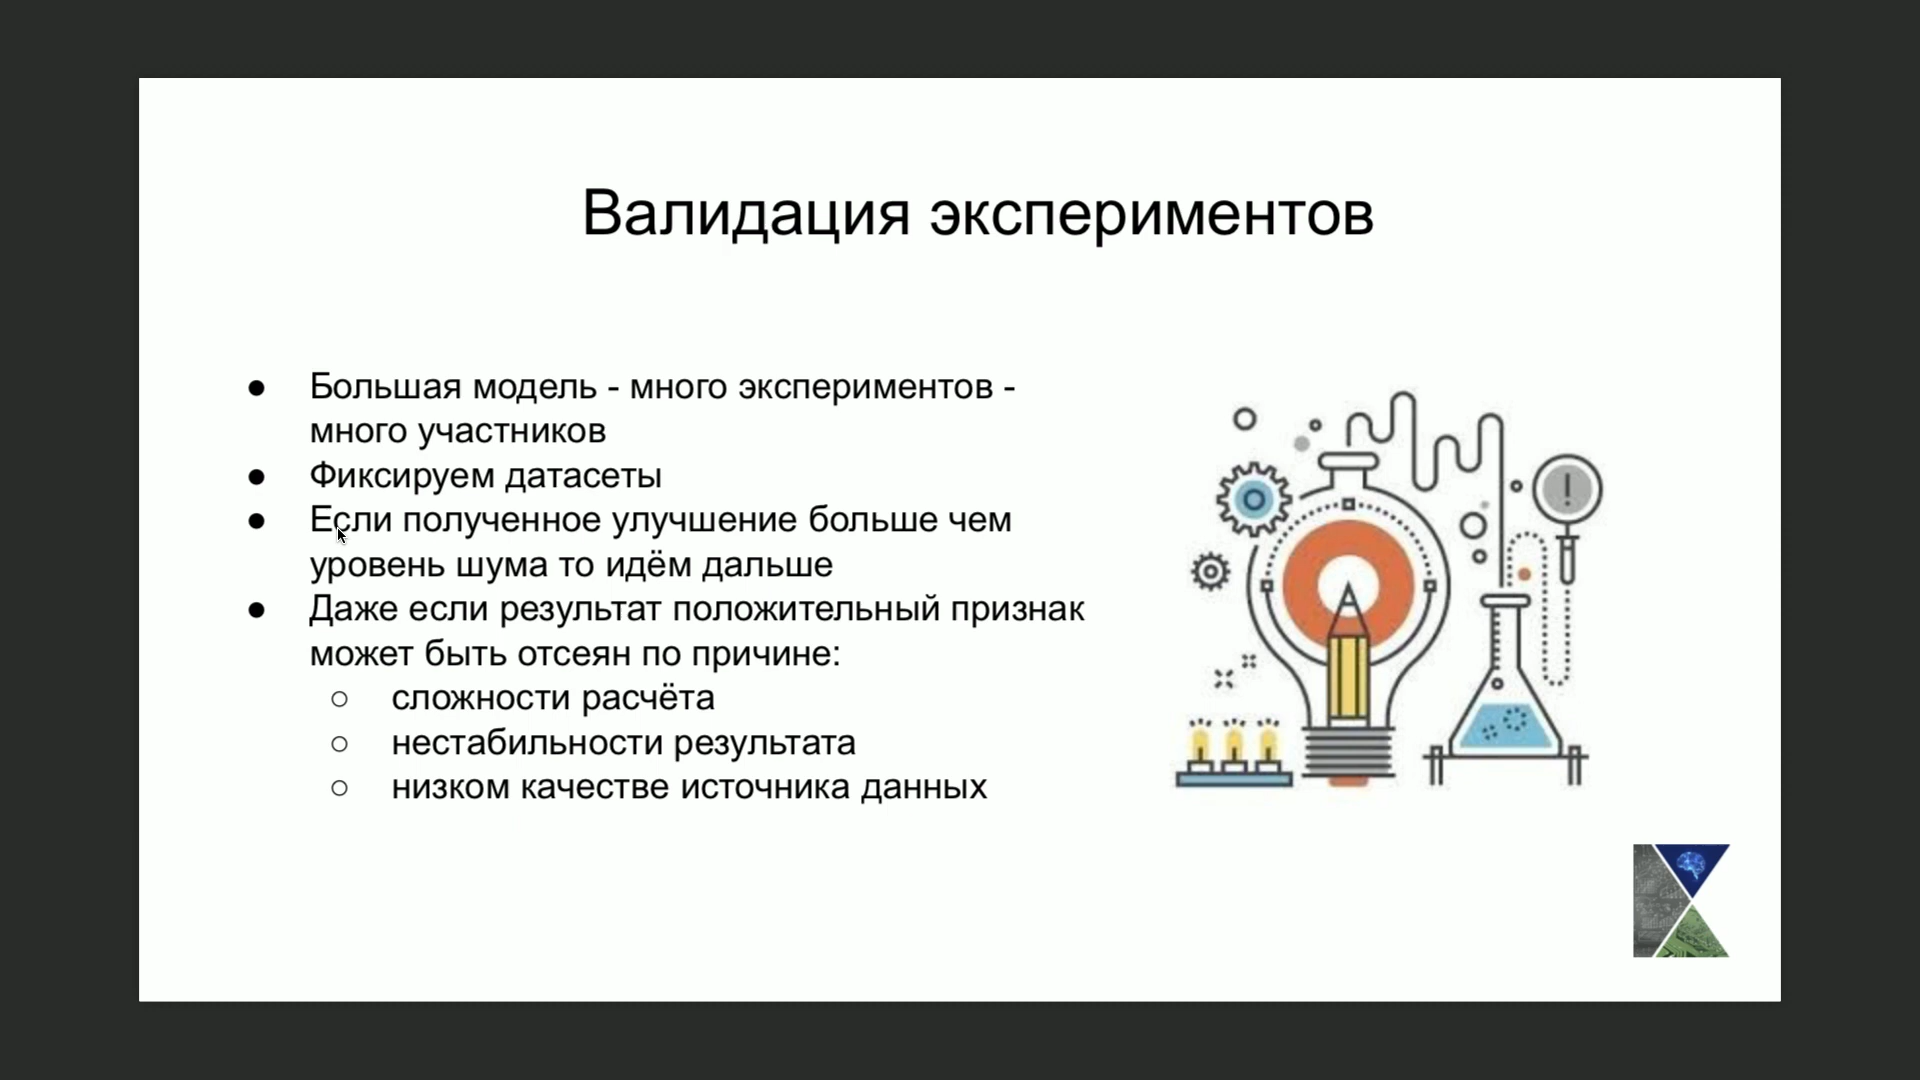 Валидация экспериментов
● Большая модель - много экспериментов -
много участников
● Фиксируем датасеты
● Если полученное улучшение больше чем
уровень шума то идём дальше
● Даже если результат положительный признак
может быть отсеян по причине:
○ сложности расчёта
○ нестабильности результата
○ низком качестве источника данных